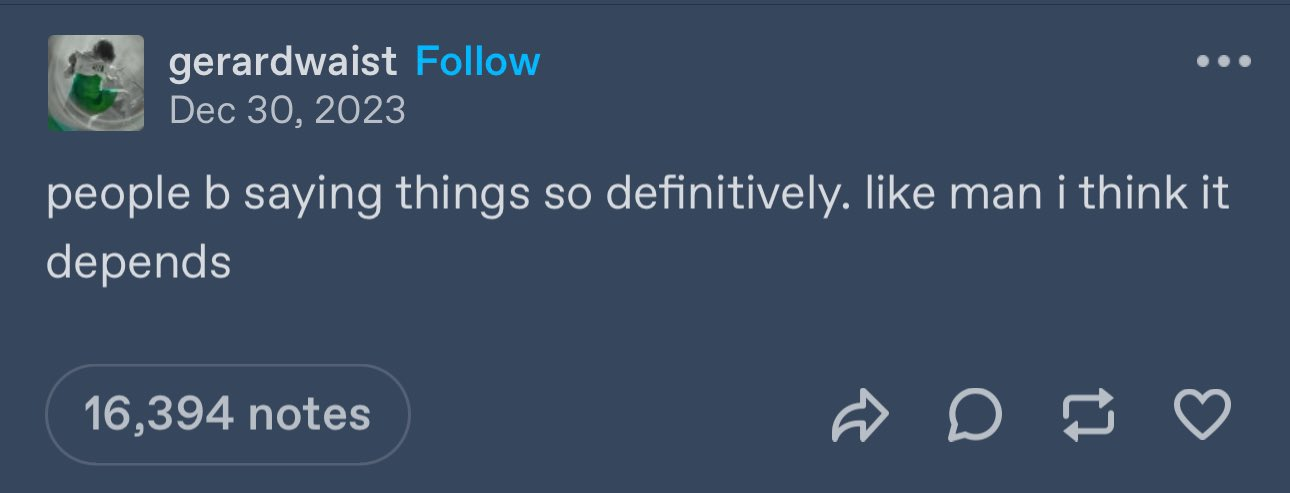 gerardwaist Follow
Dec 30, 2023
people b saying things so definitively. like man i think it
depends
16,394 notes